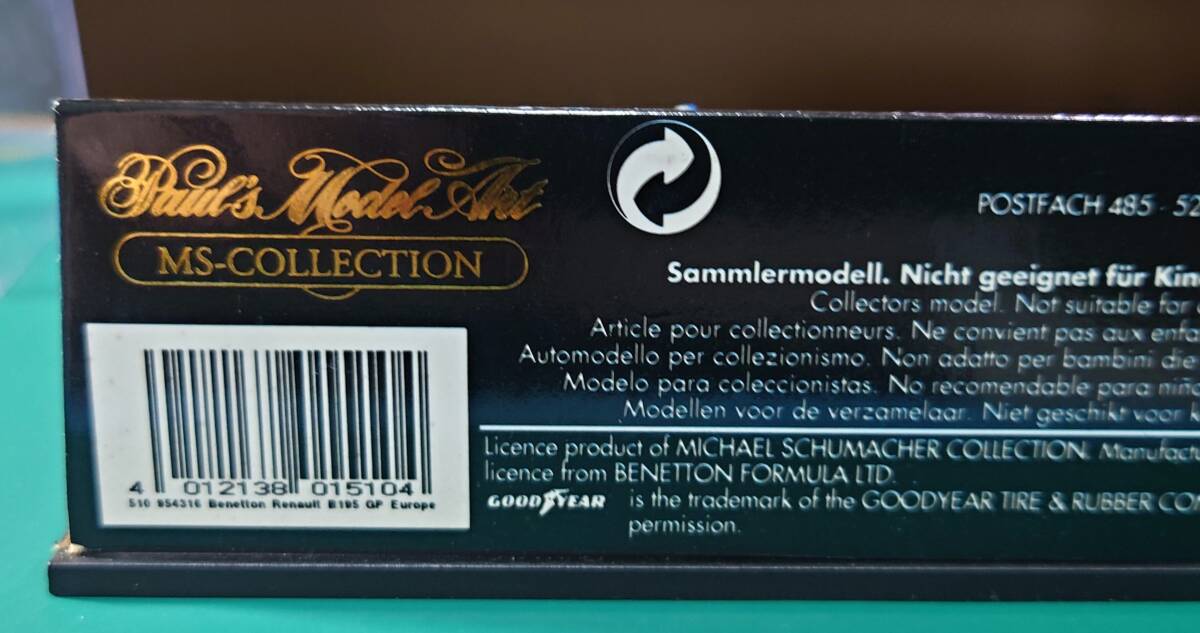 Paul's Model Art
MS-COLLECTION
POSTFACH 485 - 52
Sammlermodell. Nicht geeignet für Kin
Collectors model. Not suitable for
Article pour collectionneurs. Ne convient pas aux enfa
Automodello per collezionismo. Non adatto per bambini die
Modelo para coleccionistas. No recomendable para niño
Modellen voor de verzamelaar. Niet geschikt voor
Licence product of MICHAEL SCHUMACHER COLLECTION. Manufactu
licence from BENETTON FORMULA LTD.
GOODYEAR is the trademark of the GOODYEAR TIRE & RUBBER CO
permission.
4 012138 015104
510 954316 Benetton Renault B195 GP Europe